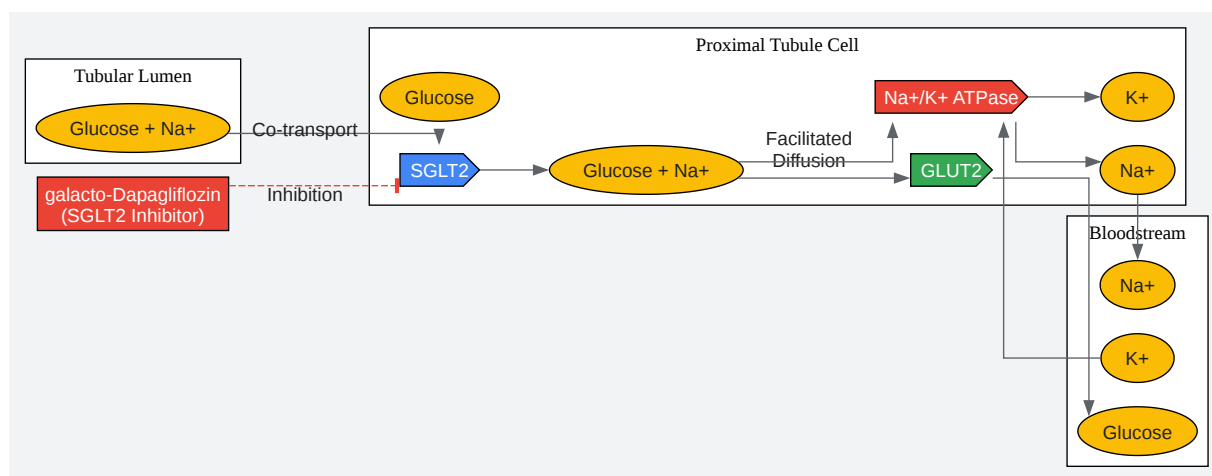 Tubular Lumen
Glucose + Na+
galacto-Dapagliflozin
(SGLT2 Inhibitor)
Co-transport
Inhibition
Proximal Tubule Cell
Glucose
SGLT2
Glucose + Na+
Facilitated
Diffusion
Na+/K+ ATPase
GLUT2
K+
Na+
Bloodstream
Na+
K+
Glucose